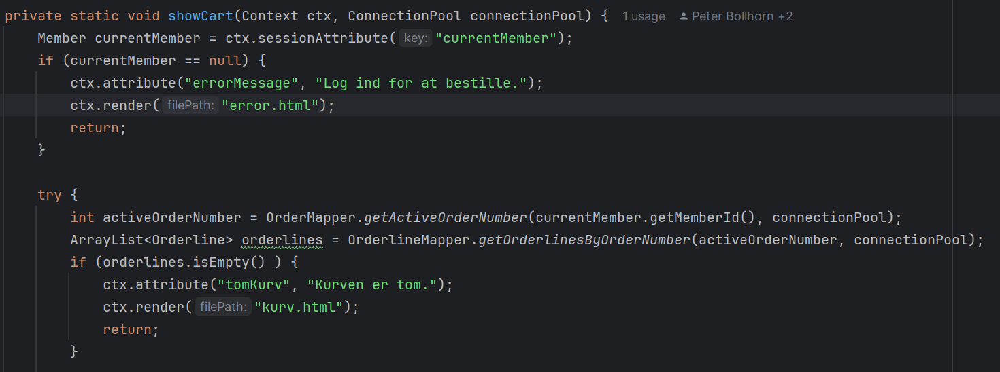 private static void showCart(Context ctx, ConnectionPool connectionPool) { 1 usage Peter Bollhorn +2
Member currentMember = ctx.sessionAttribute( key: "currentMember");
if (currentMember == null) {
ctx.attribute("errorMessage", "Log ind for at bestille.");
ctx.render( filePath: "error.html");
return;
}
try {
int activeOrderNumber = OrderMapper.getActiveOrderNumber(currentMember.getMemberId(), connectionPool);
ArrayList<Orderline> orderlines = OrderlineMapper.getOrderlinesByOrderNumber(activeOrderNumber, connectionPool);
if (orderlines.isEmpty() ) {
ctx.attribute("tomKurv", "Kurven er tom.");
ctx.render( filePath: "kurv.html");
return;
}